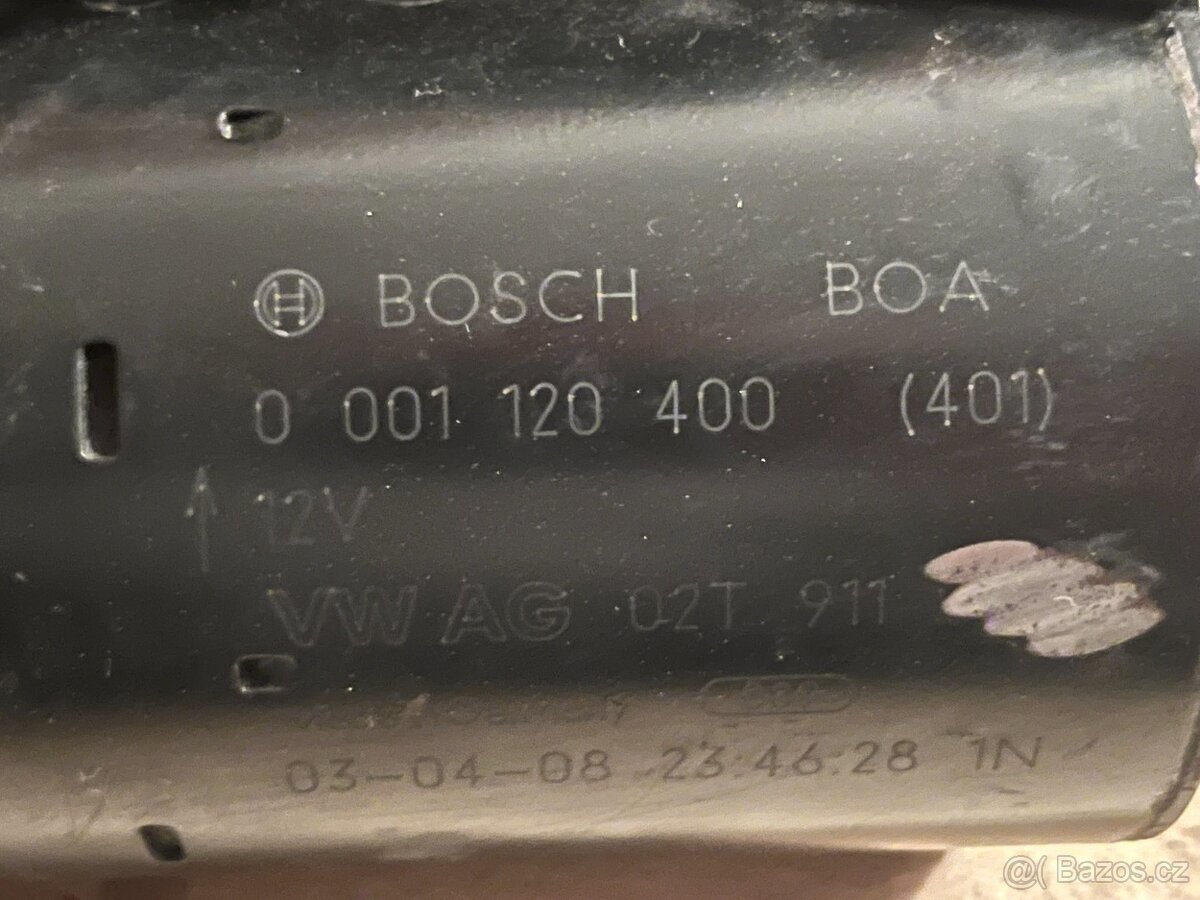 BOSCH BOA
0 001 120 400 (401)
12V
VW AG 02T 911
03-04-08 23:46:28 1N
@( Bazos.cz